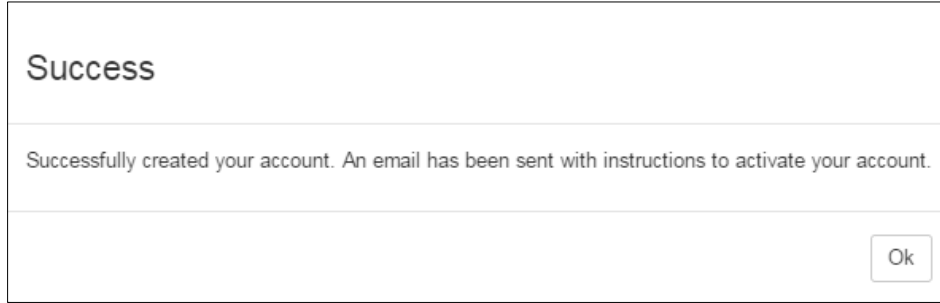 Success
Successfully created your account. An email has been sent with instructions to activate your account.
Ok